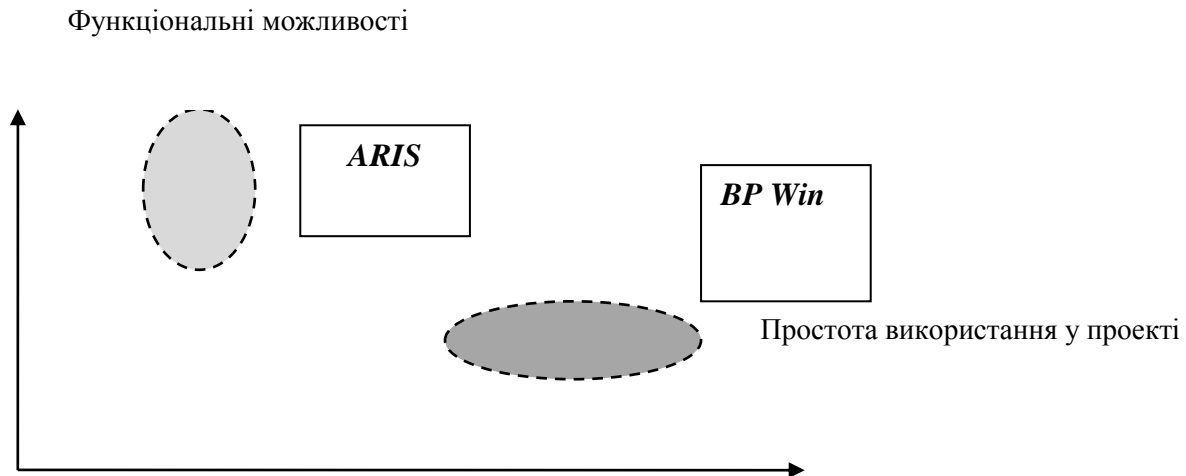 Функціональні можливості
ARIS
BP Win
Простота використання у проекті